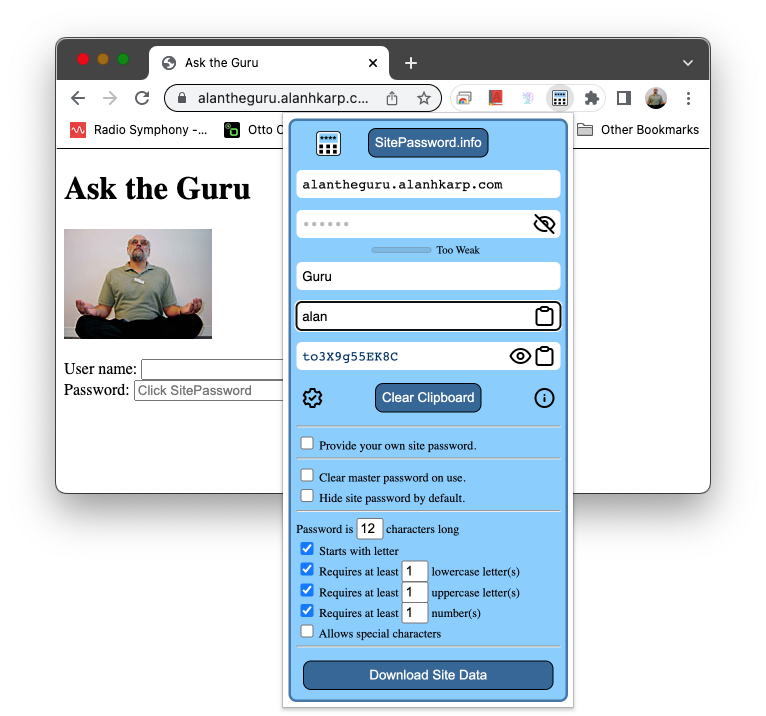 Ask the Guru
alantheguru.alanhkarp.c...
Radio Symphony -...
Otto
Other Bookmarks
Ask the Guru
User name:
Password: Click SitePassword
SitePassword.info
alantheguru.alanhkarp.com
Too Weak
Guru
alan
to3X9g55EK8C
Clear Clipboard
Provide your own site password.
Clear master password on use.
Hide site password by default.
Password is 12 characters long
Starts with letter
Requires at least 1 lowercase letter(s)
Requires at least 1 uppercase letter(s)
Requires at least 1 number(s)
Allows special characters
Download Site Data